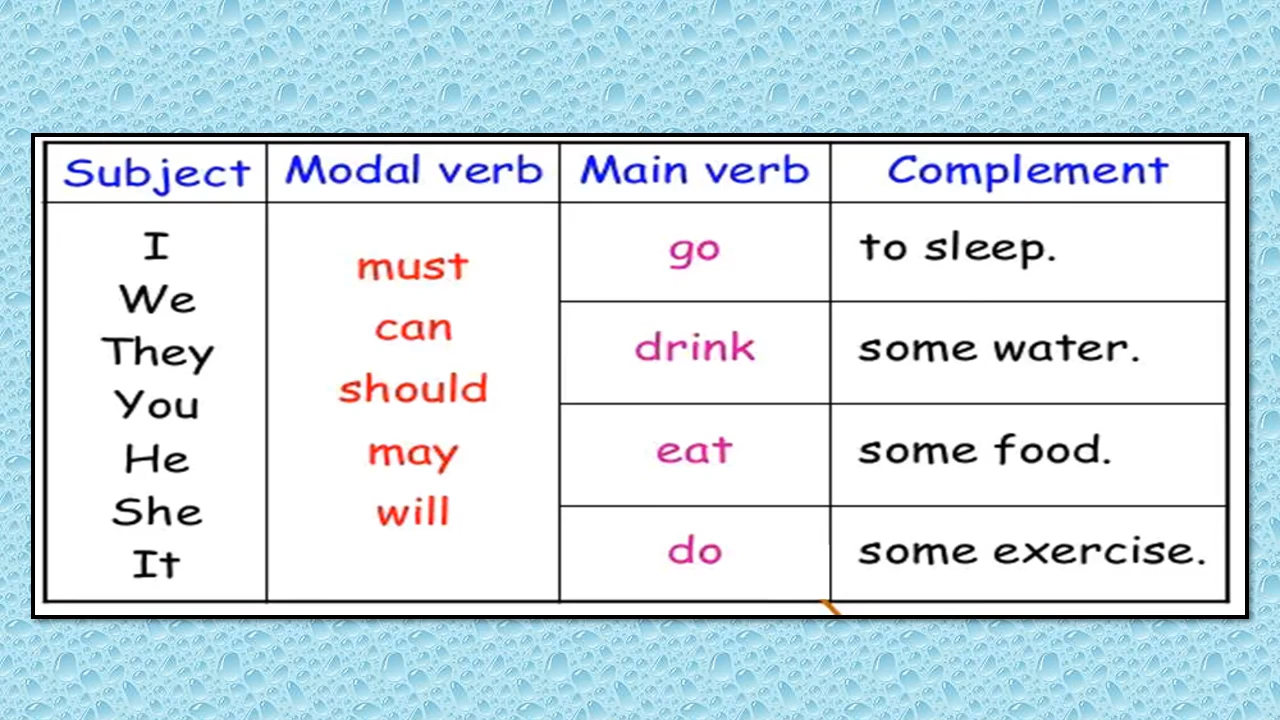 Subject Modal verb Main verb Complement
I
We
They
You
He
She
It
must
can
should
may
will
go to sleep.
drink some water.
eat some food.
do some exercise.